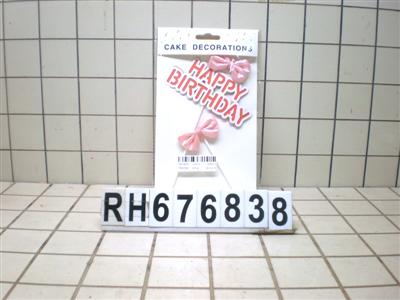 CAKE DECORATIONS
HAPPY
BIRTHDAY
RH676838